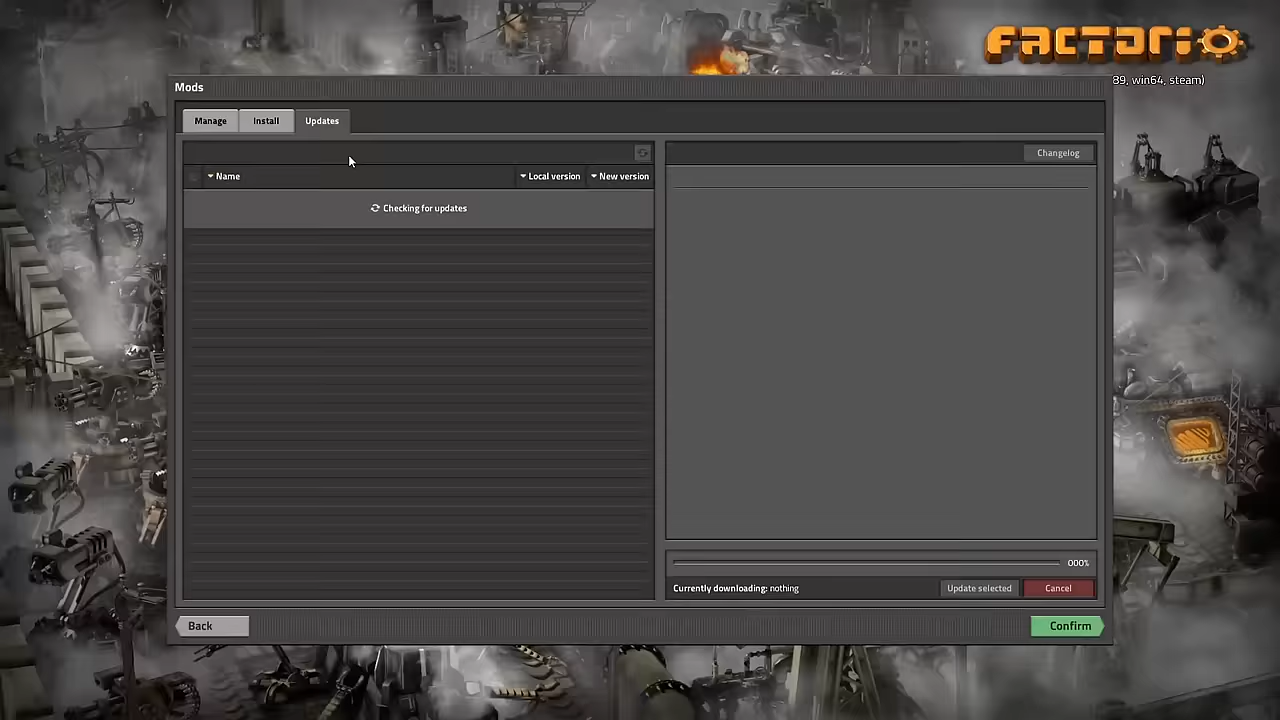 FACTORIO
89, win64, steam)
Mods
Manage Install Updates
Changelog
Name Local version New version
Checking for updates
000%
Currently downloading: nothing Update selected Cancel
Back Confirm